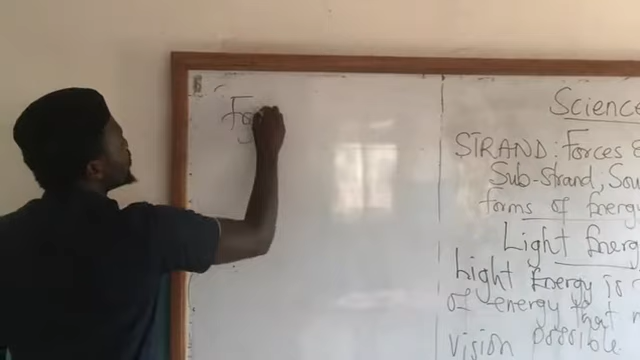 Fo
Science
STRAND: Forces &
Sub-strand, Sou
forms of Energy
Light Energ
Light Energy is
of energy that m
vision possible